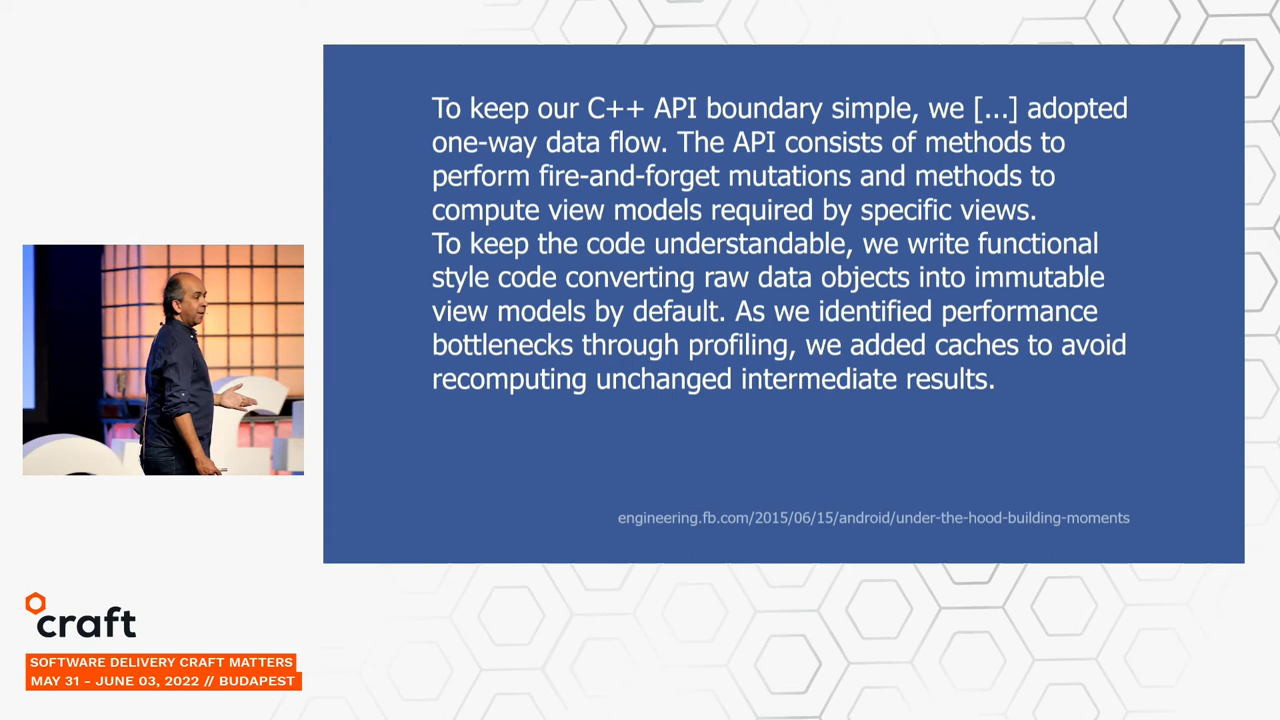 To keep our C++ API boundary simple, we [...] adopted
one-way data flow. The API consists of methods to
perform fire-and-forget mutations and methods to
compute view models required by specific views.
To keep the code understandable, we write functional
style code converting raw data objects into immutable
view models by default. As we identified performance
bottlenecks through profiling, we added caches to avoid
recomputing unchanged intermediate results.
engineering.fb.com/2015/06/15/android/under-the-hood-building-moments
craft
SOFTWARE DELIVERY CRAFT MATTERS
MAY 31 - JUNE 03, 2022 // BUDAPEST